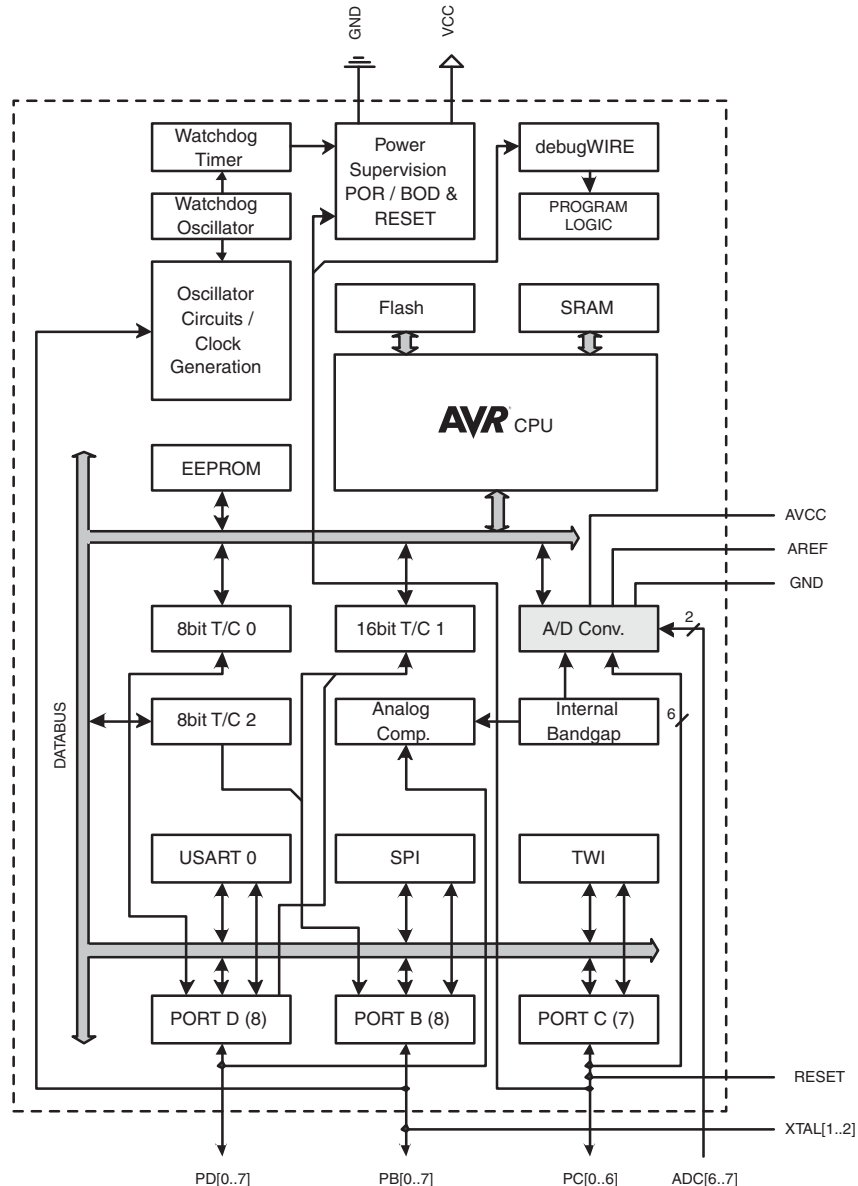 GND
VCC
Watchdog
Timer
Power
Supervision
POR / BOD &
RESET
debugWIRE
Watchdog
Oscillator
PROGRAM
LOGIC
Oscillator
Circuits /
Clock
Generation
Flash
SRAM
AVR CPU
EEPROM
AVCC
AREF
GND
8bit T/C 0
16bit T/C 1
A/D Conv.
2
8bit T/C 2
Analog
Comp.
Internal
Bandgap
6
DATABUS
USART 0
SPI
TWI
PORT D (8)
PORT B (8)
PORT C (7)
RESET
XTAL[1..2]
PD[0..7]
PB[0..7]
PC[0..6]
ADC[6..7]